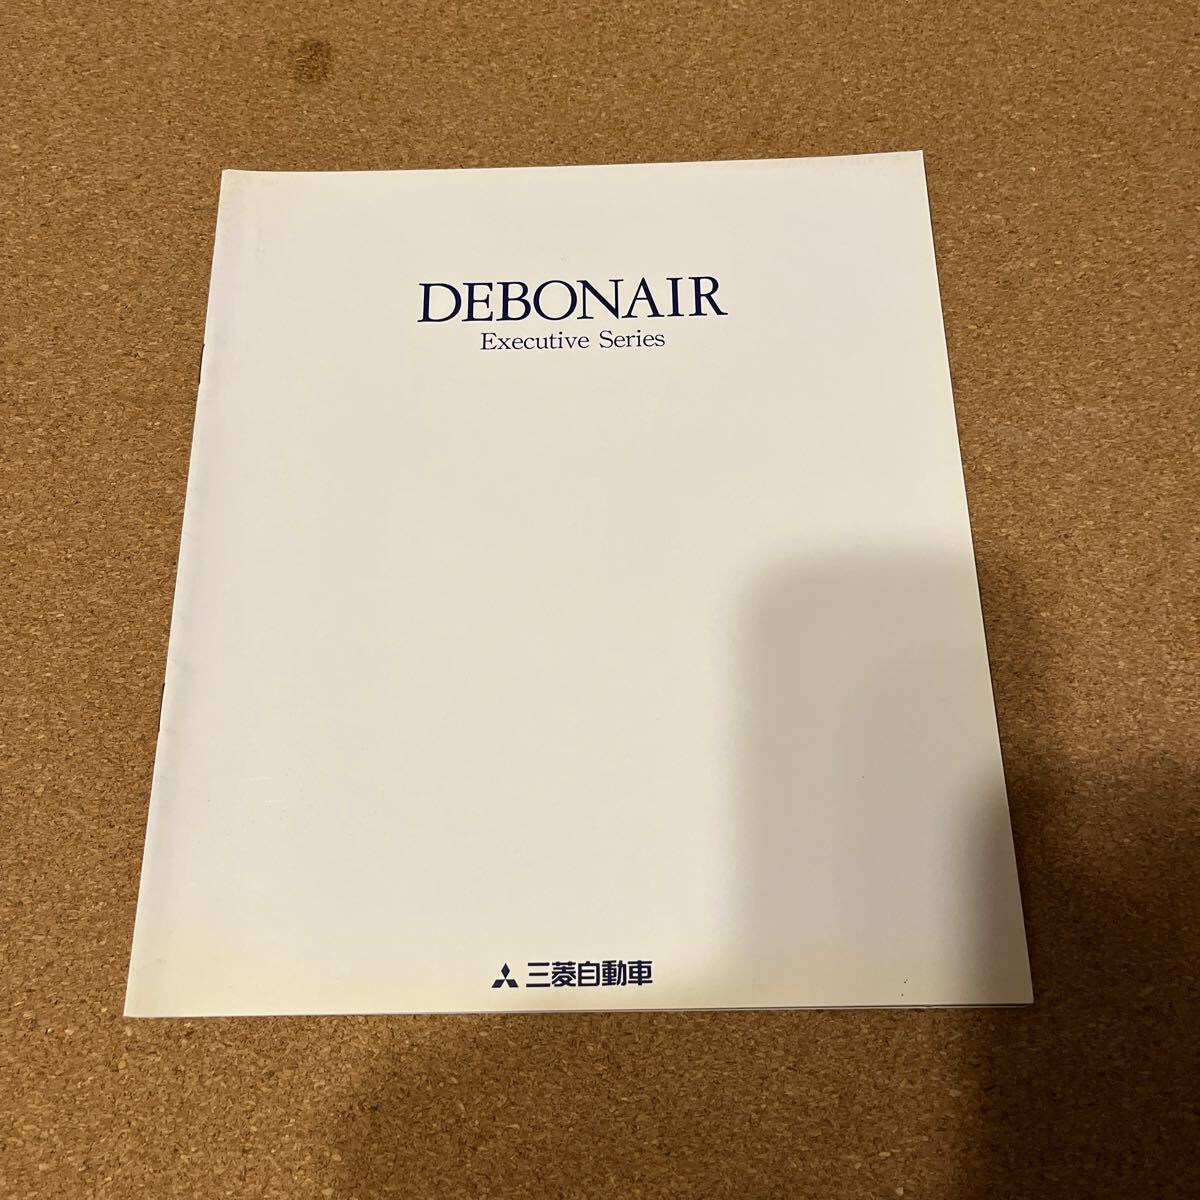 DEBONAIR
Executive Series
三菱自動車